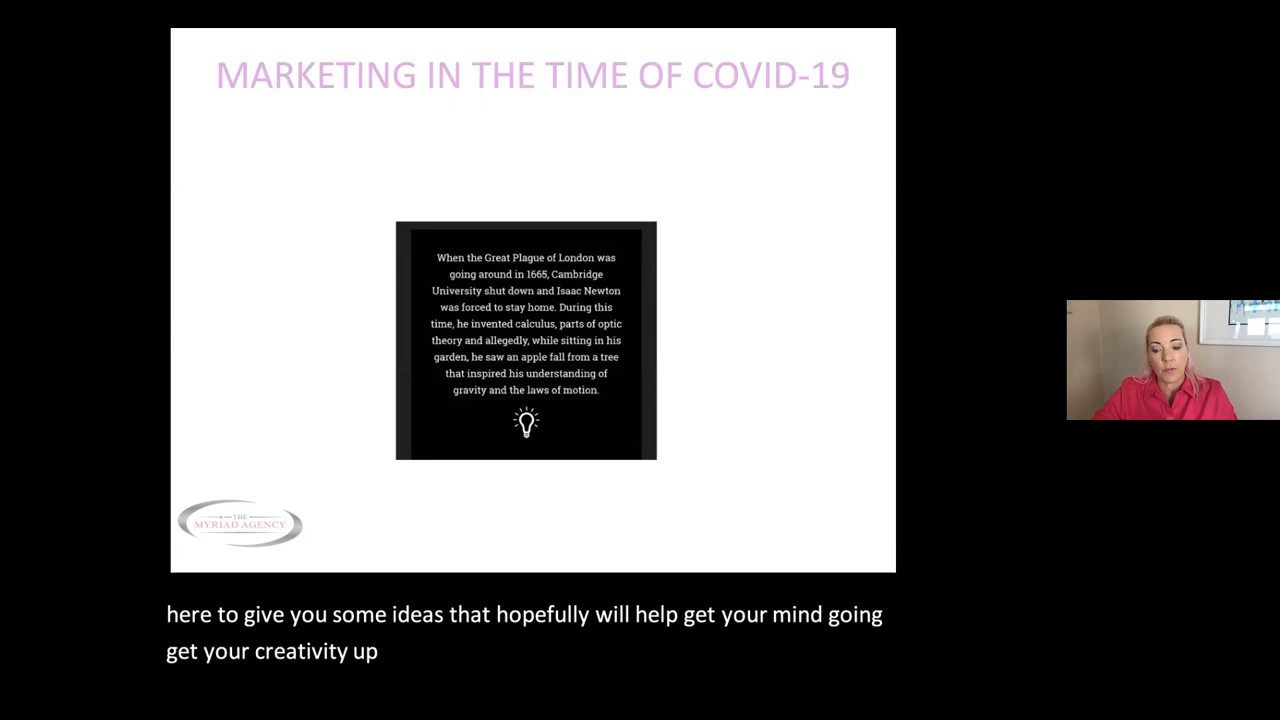 MARKETING IN THE TIME OF COVID-19
When the Great Plague of London was
going around in 1665, Cambridge
University shut down and Isaac Newton
was forced to stay home. During this
time, he invented calculus, parts of optic
theory and allegedly, while sitting in his
garden, he saw an apple fall from a tree
that inspired his understanding of
gravity and the laws of motion.
THE
MYRIAD AGENCY
here to give you some ideas that hopefully will help get your mind going
get your creativity up